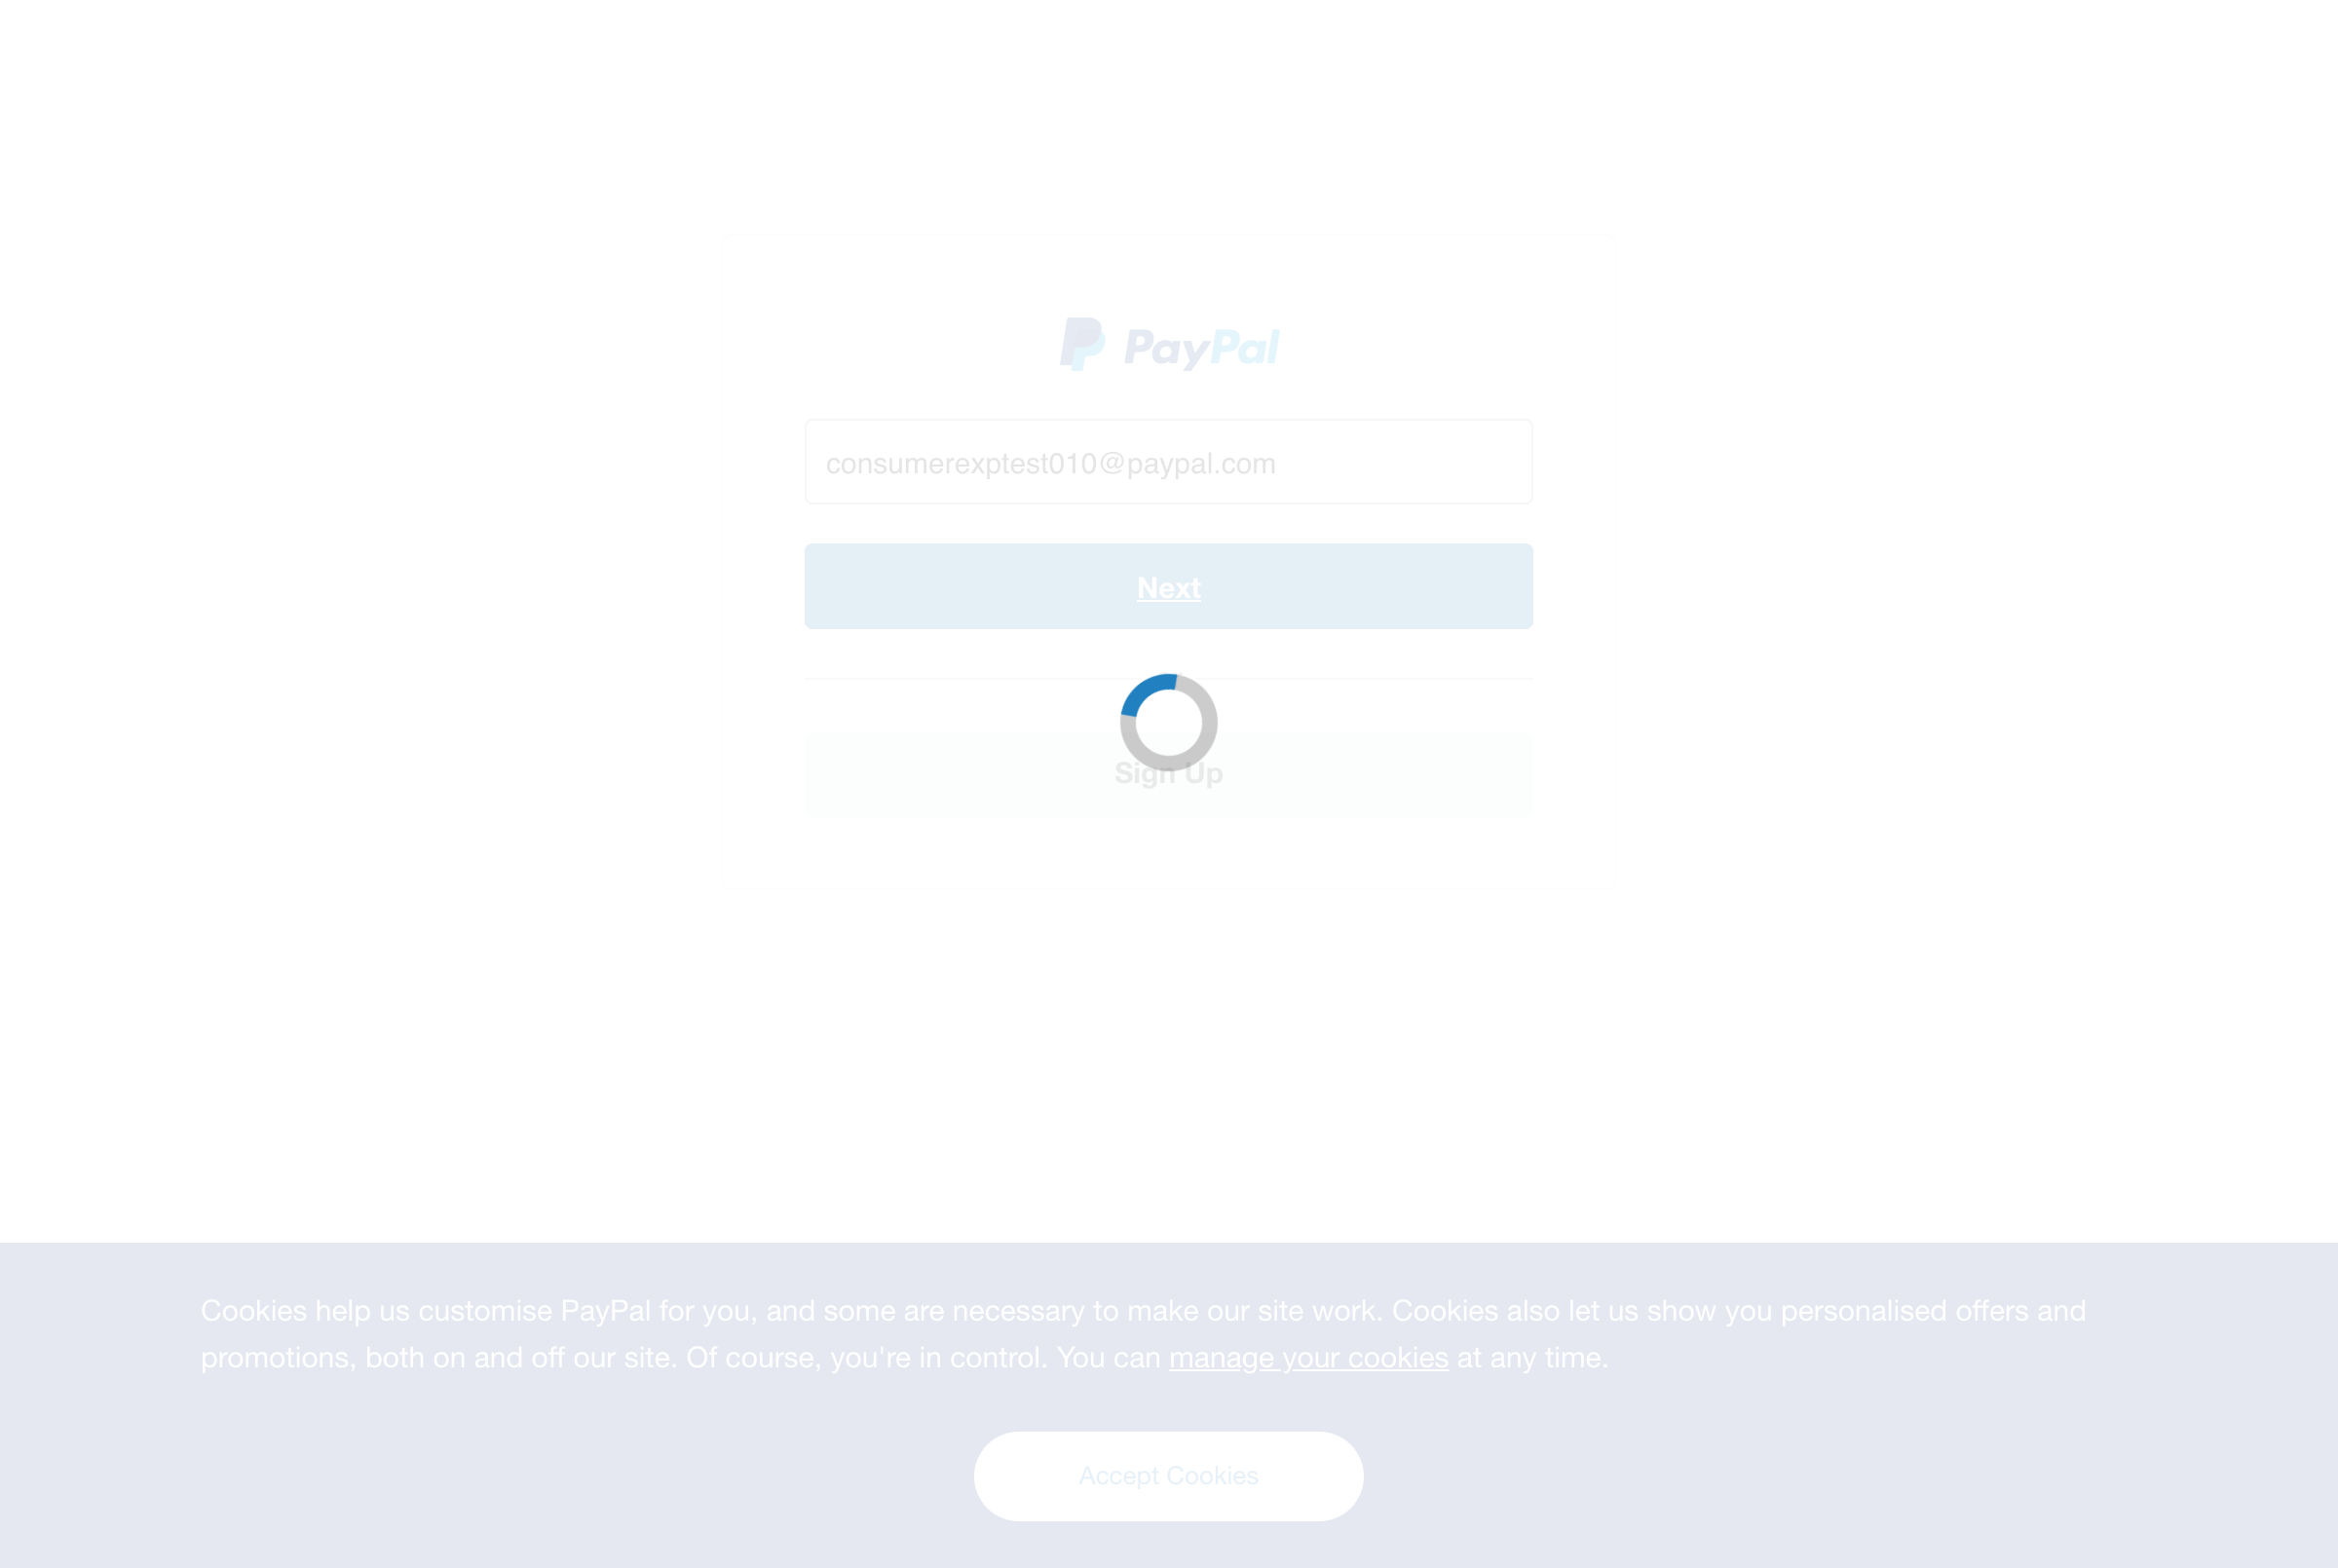 PayPal
consumerexptest010@paypal.com
Next
Sign Up
Cookies help us customise PayPal for you, and some are necessary to make our site work. Cookies also let us show you personalised offers and
promotions, both on and off our site. Of course, you're in control. You can manage your cookies at any time.
Accept Cookies